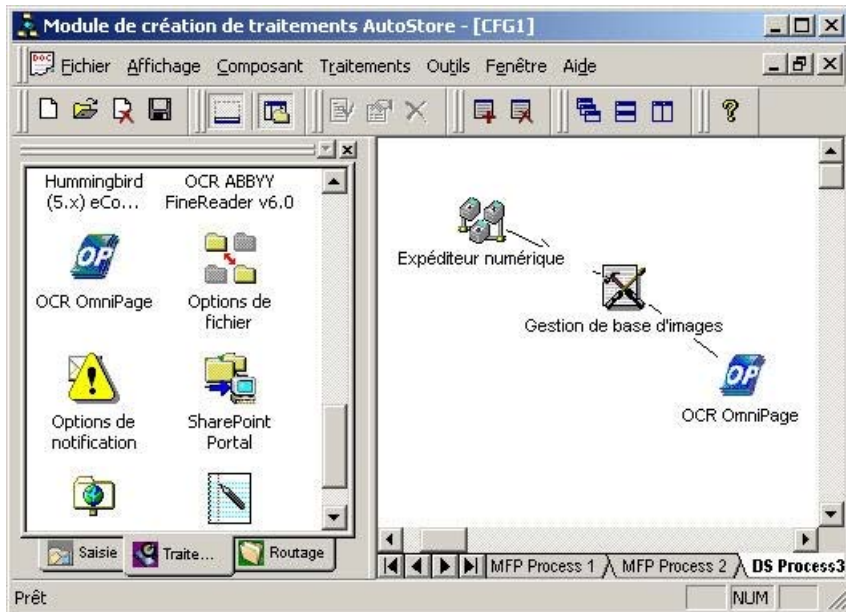 Module de création de traitements AutoStore - [CFG1]
Fichier Affichage Composant Traitements Outils Fenêtre Aide
Hummingbird (5.x) eCo...
OCR ABBYY FineReader v6.0
OCR OmniPage
Options de fichier
Options de notification
SharePoint Portal
Saisie
Traite...
Routage
Expéditeur numérique
Gestion de base d'images
OCR OmniPage
MFP Process 1
MFP Process 2
DS Process3
Prêt
NUM